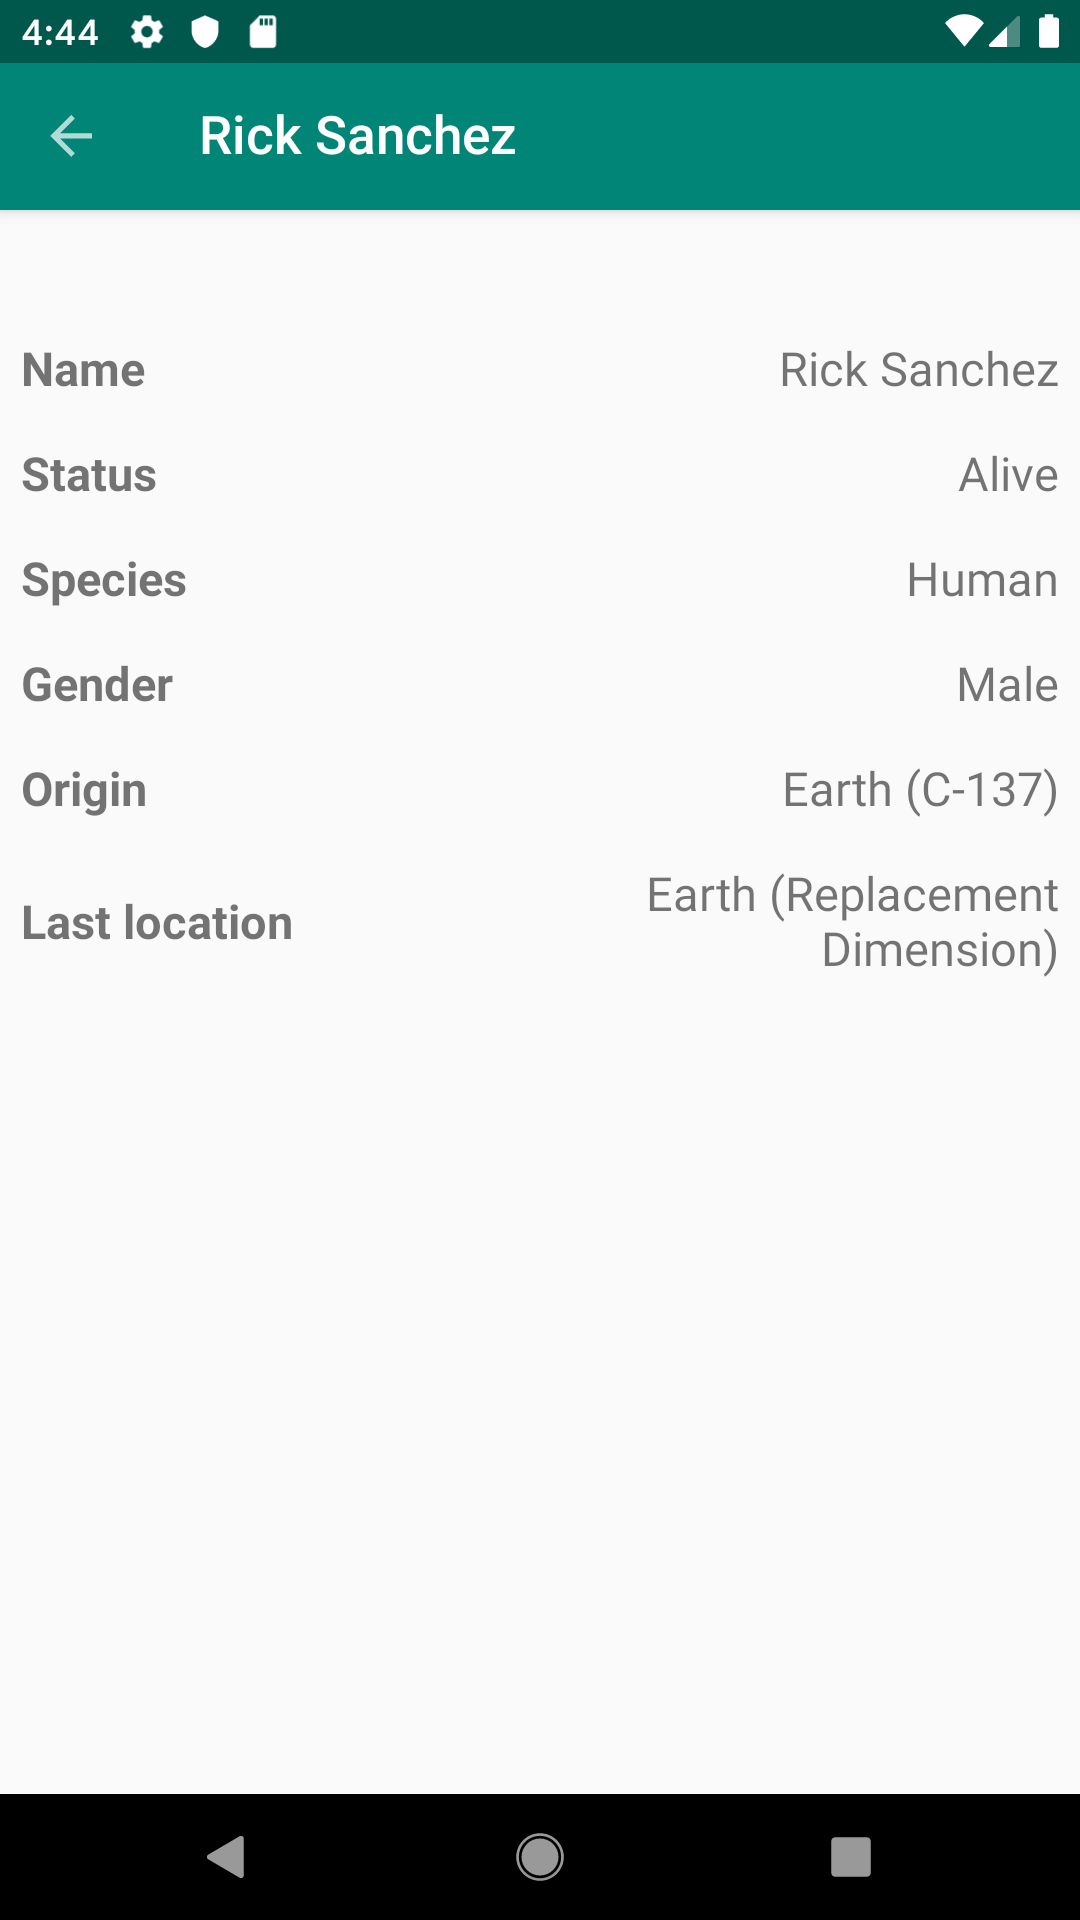 4:44
Rick Sanchez
Name Rick Sanchez
Status Alive
Species Human
Gender Male
Origin Earth (C-137)
Last location Earth (Replacement
Dimension)